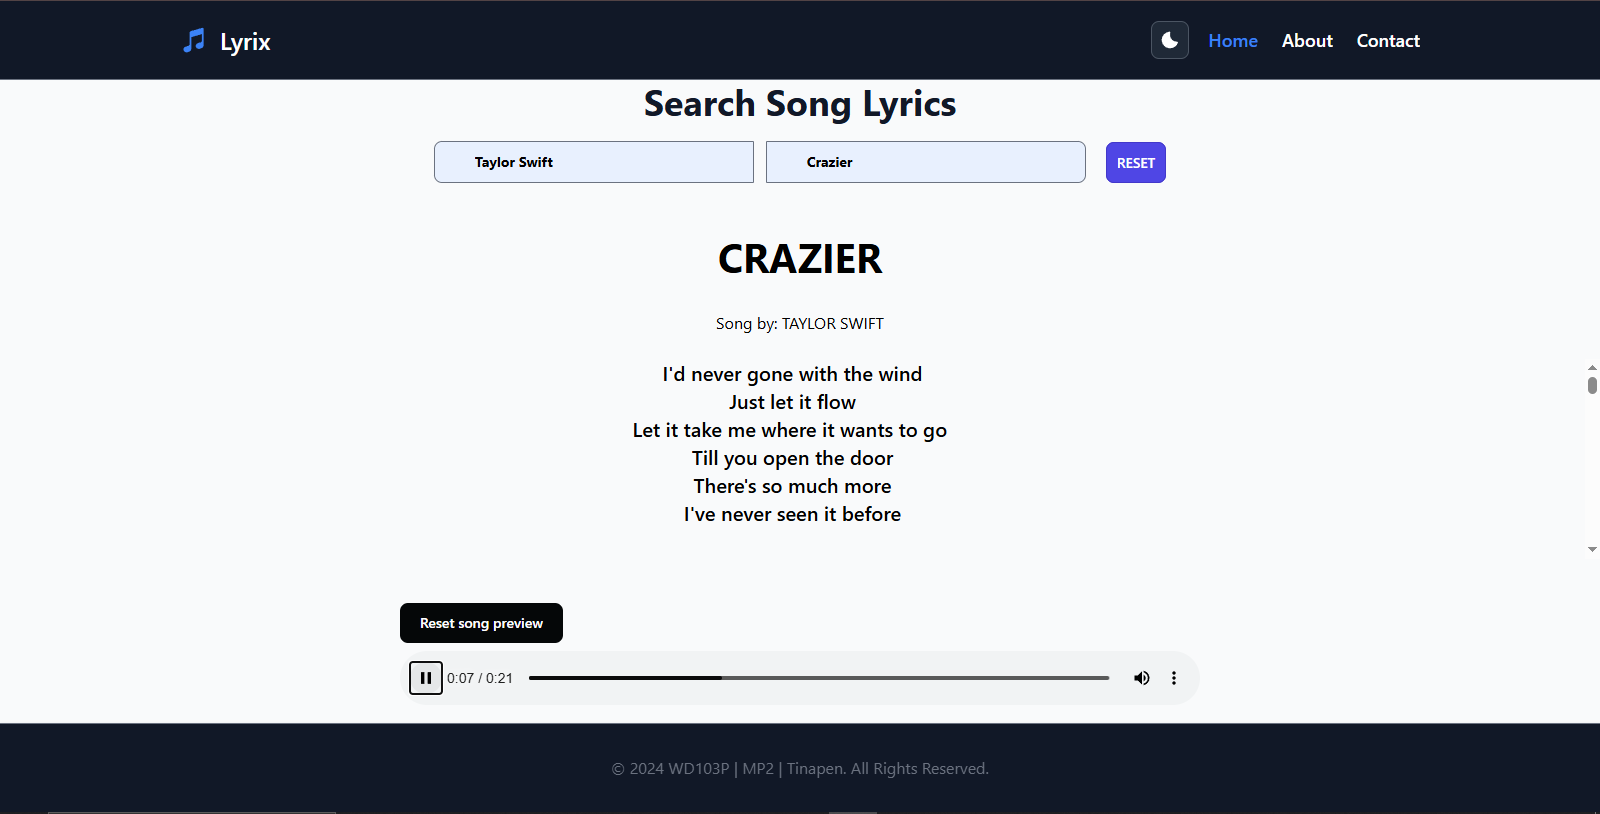 Lyrix
Home About Contact
Search Song Lyrics
Taylor Swift Crazier RESET
CRAZIER
Song by: TAYLOR SWIFT
I'd never gone with the wind
Just let it flow
Let it take me where it wants to go
Till you open the door
There's so much more
I've never seen it before
Reset song preview
0:07 / 0:21
© 2024 WD103P | MP2 | Tinapen. All Rights Reserved.